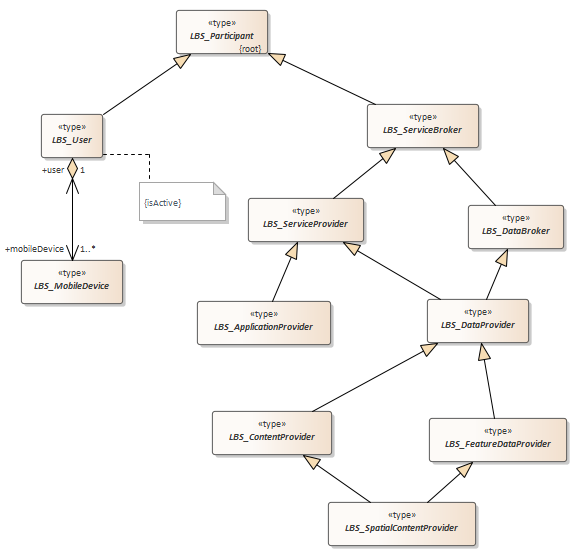 «type»
LBS_Participant
{root}
«type»
LBS_User
«type»
LBS_ServiceBroker
+user
1
{isActive}
«type»
LBS_ServiceProvider
«type»
LBS_DataBroker
+mobileDevice
1..*
«type»
LBS_MobileDevice
«type»
LBS_ApplicationProvider
«type»
LBS_DataProvider
«type»
LBS_ContentProvider
«type»
LBS_FeatureDataProvider
«type»
LBS_SpatialContentProvider